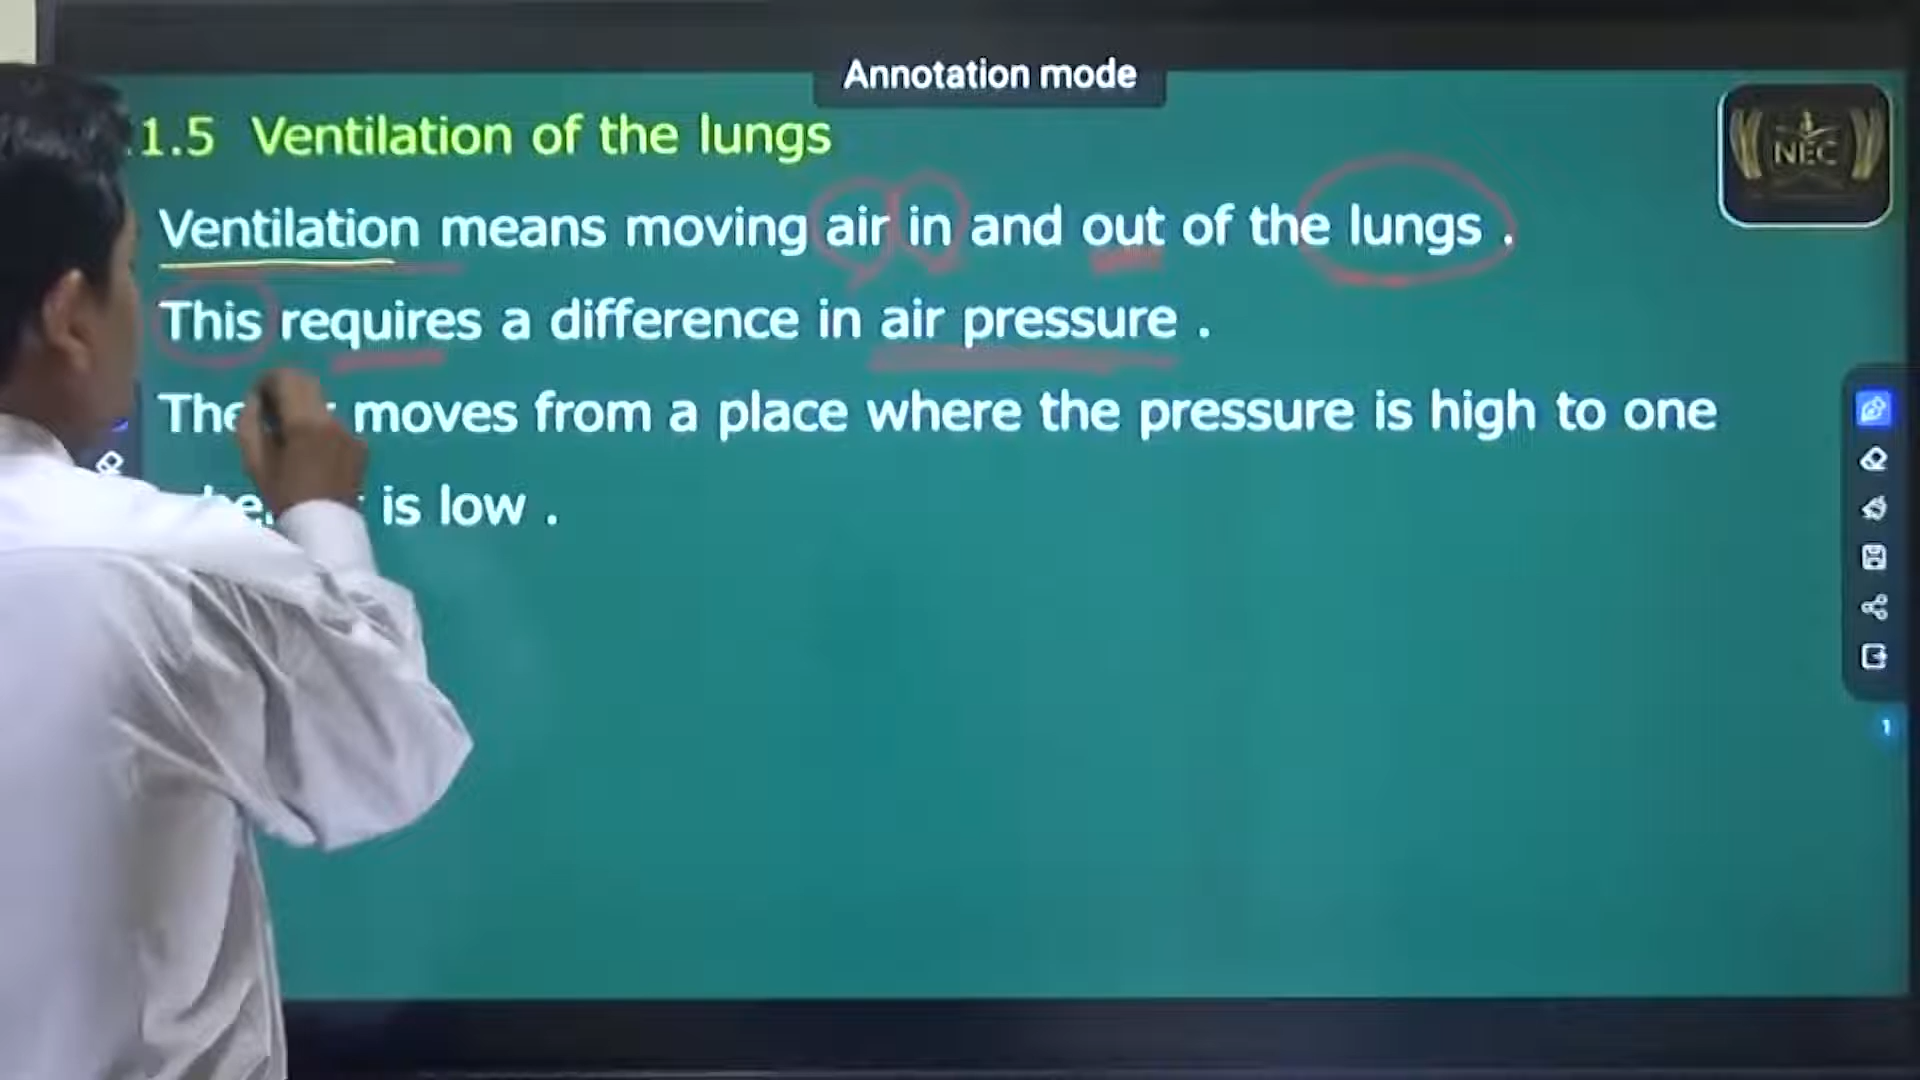 Annotation mode
1.5 Ventilation of the lungs
NEC
Ventilation means moving air in and out of the lungs .
This requires a difference in air pressure .
The moves from a place where the pressure is high to one
is low .
1